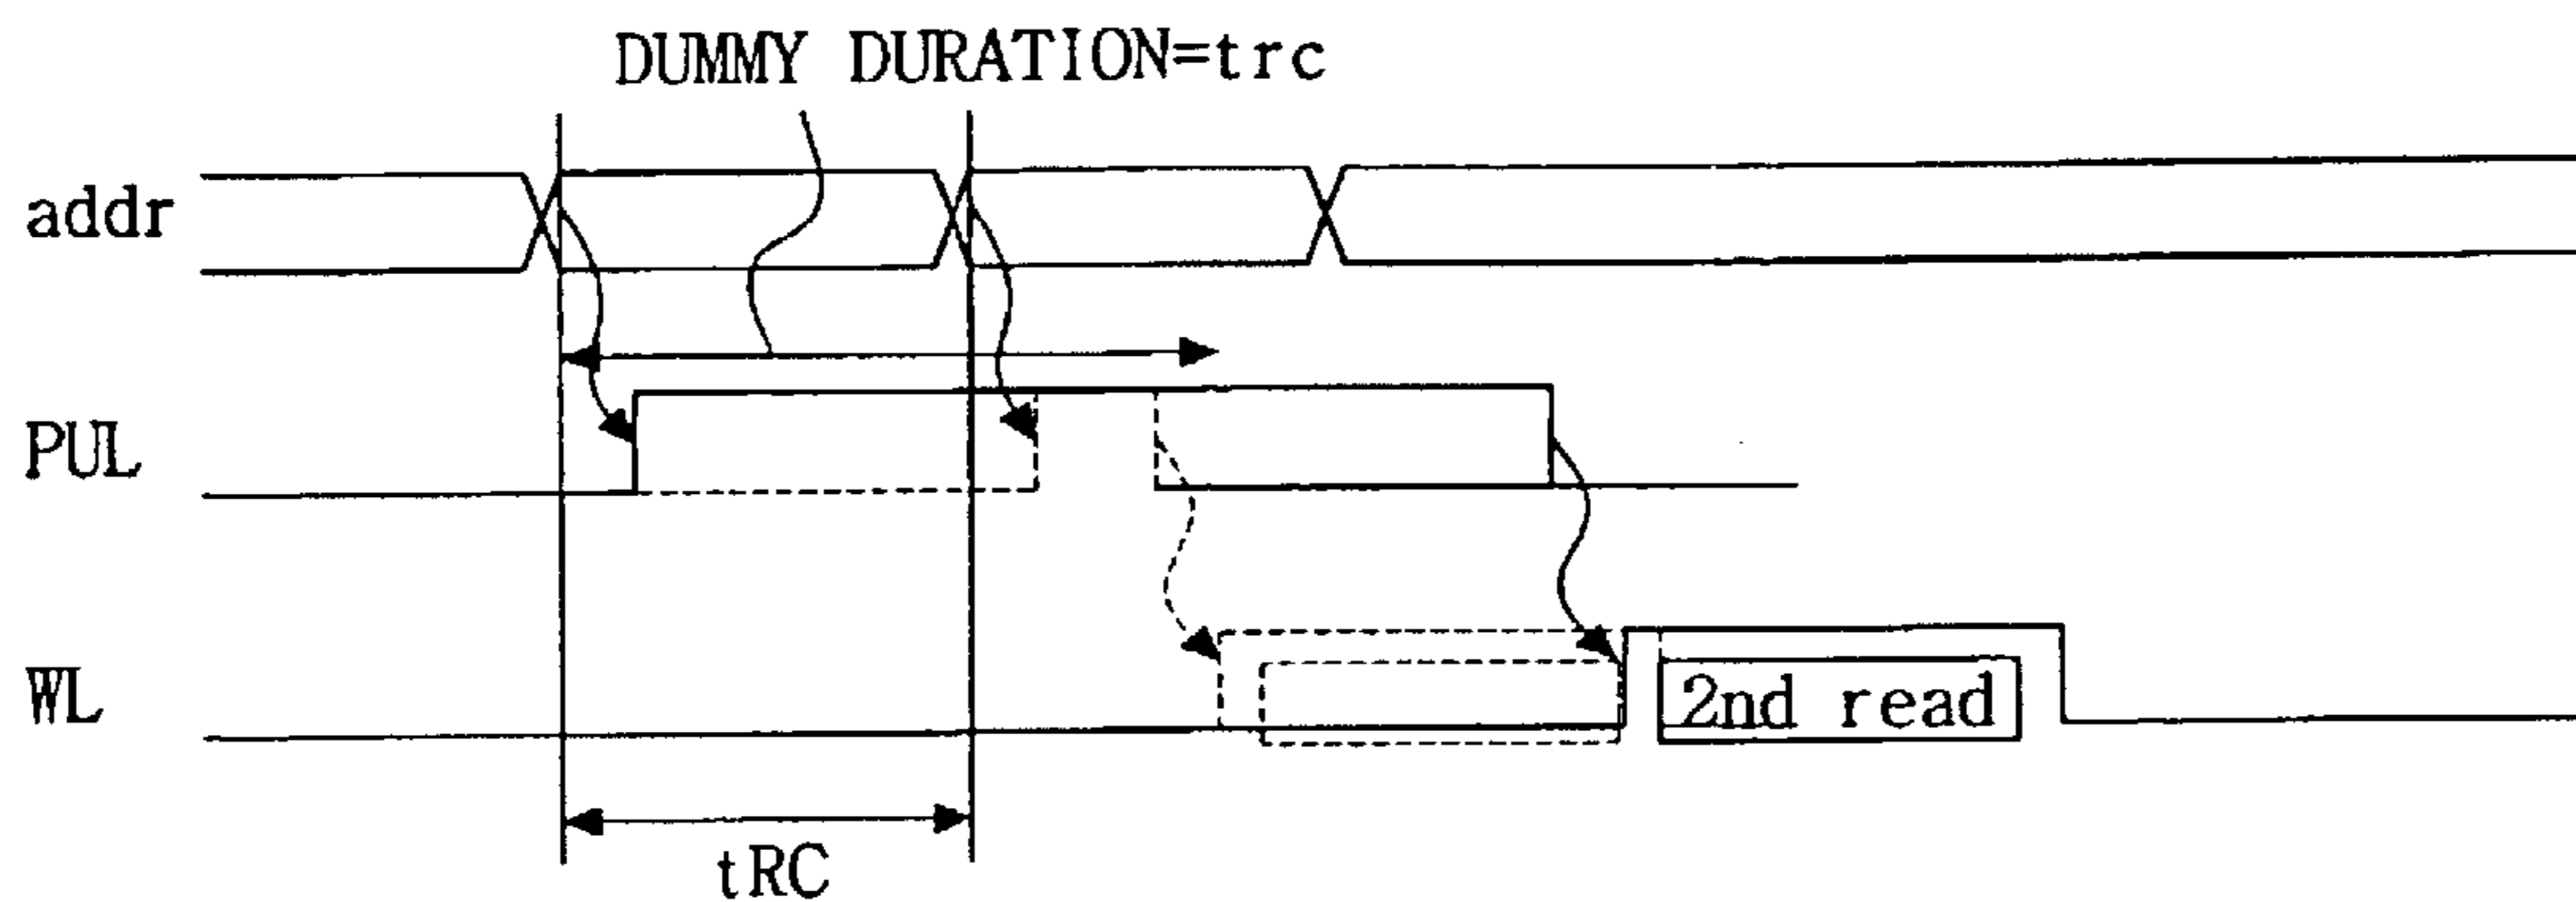 DUMMY DURATION=trc
addr
PUL
WL
2nd read
tRC